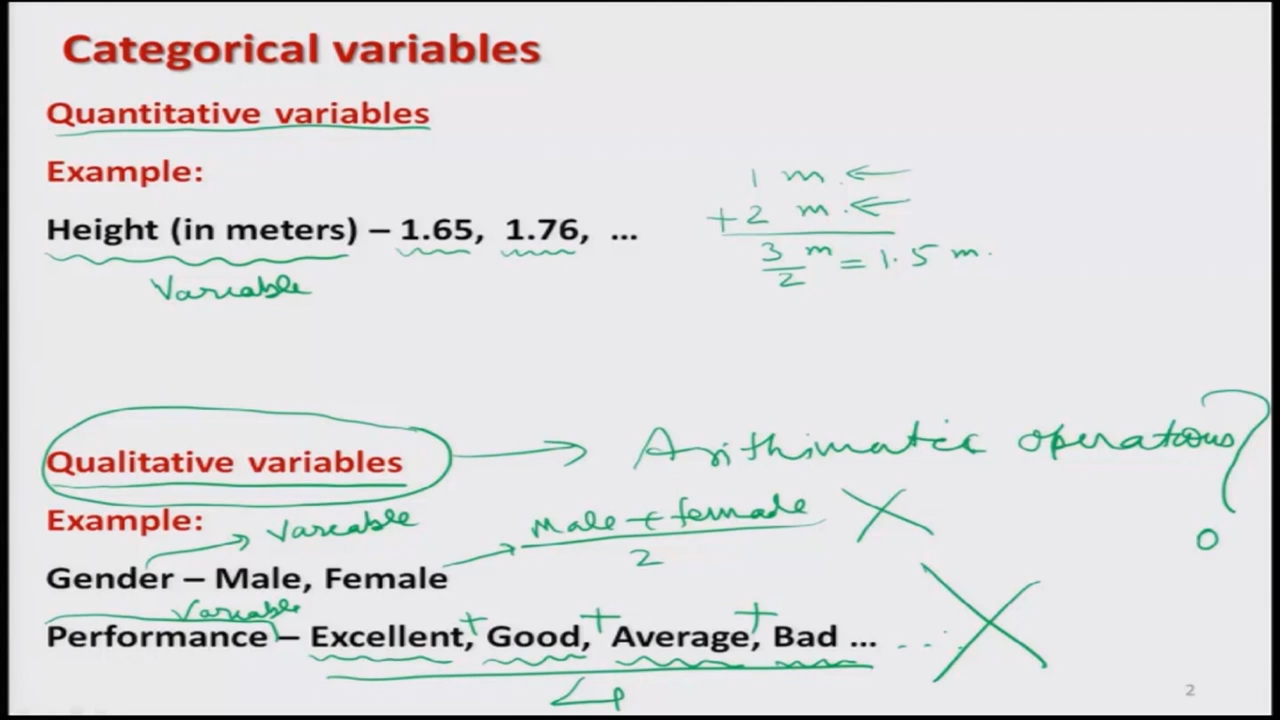 Categorical variables
Quantitative variables
Example:
1 m.
Height (in meters) – 1.65, 1.76, ...
+2 m.
3/2 m = 1.5 m.
Variable
Qualitative variables
Arithimatic operations?
Example:
Variable
Male + female
2
Gender – Male, Female
Variable
+ + +
Performance – Excellent, Good, Average, Bad ... ....
4
2